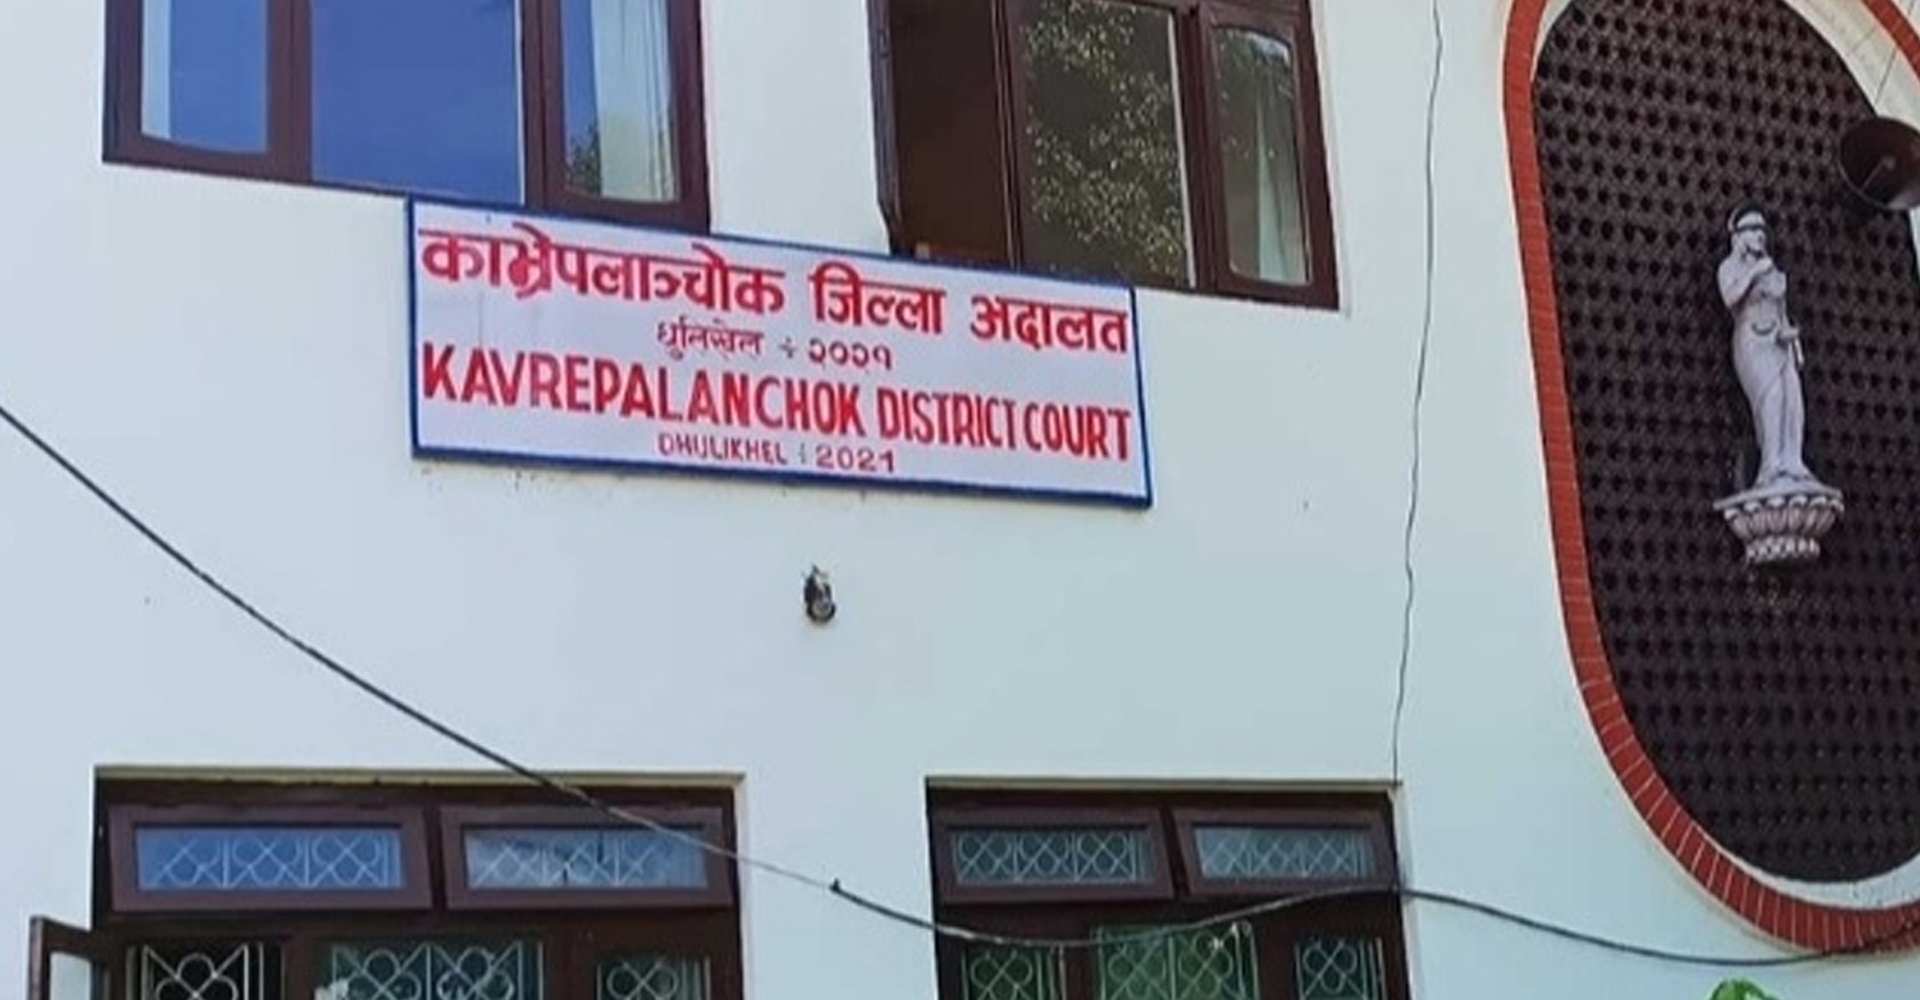 काभ्रेपलाञ्चोक जिल्ला अदालत
धुलिखेल ÷ २०२१
KAVREPALANCHOK DISTRICT COURT
DHULIKHEL ÷ 2021